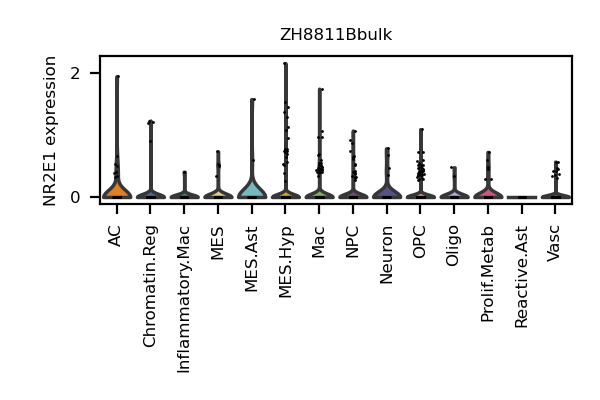 ZH8811Bbulk
NR2E1 expression
2
0
AC
Chromatin.Reg
Inflammatory.Mac
MES
MES.Ast
MES.Hyp
Mac
NPC
Neuron
OPC
Oligo
Prolif.Metab
Reactive.Ast
Vasc